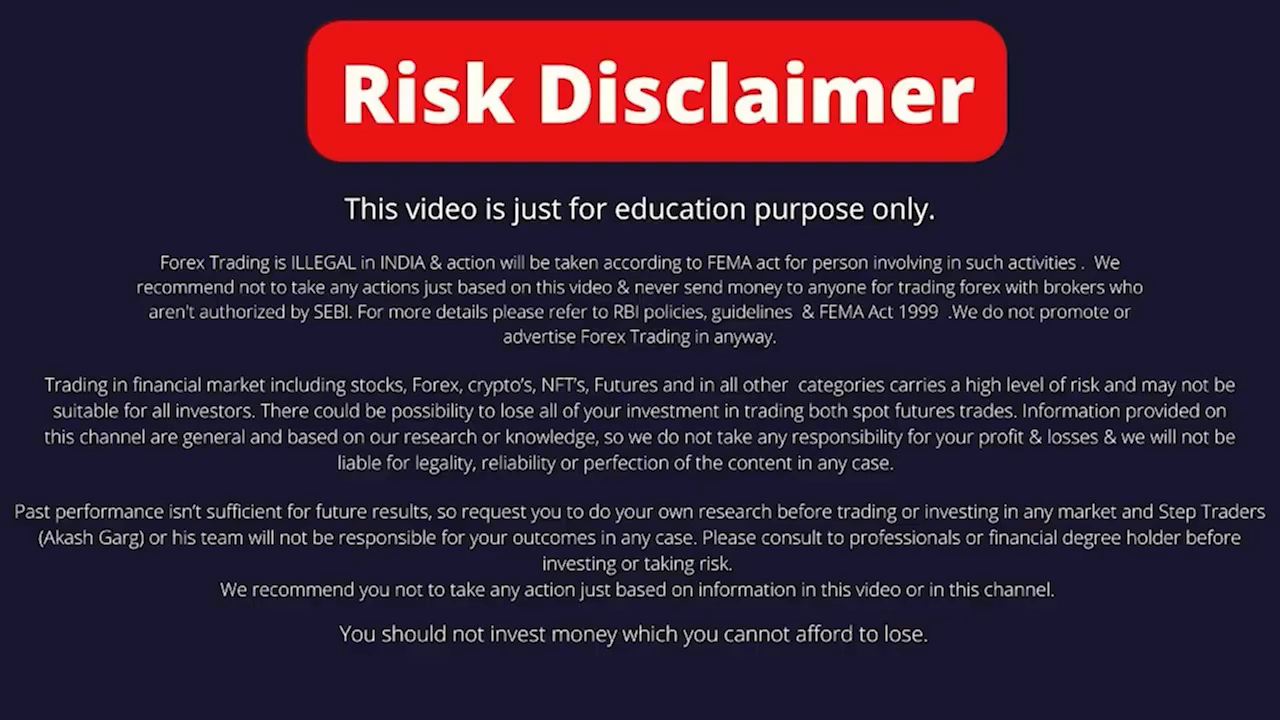 Risk Disclaimer
This video is just for education purpose only.
Forex Trading is ILLEGAL in INDIA & action will be taken according to FEMA act for person involving in such activities .  We
recommend not to take any actions just based on this video & never send money to anyone for trading forex with brokers who
aren't authorized by SEBI. For more details please refer to RBI policies, guidelines  & FEMA Act 1999  .We do not promote or
advertise Forex Trading in anyway.
Trading in financial market including stocks, Forex, crypto’s, NFT’s, Futures and in all other  categories carries a high level of risk and may not be
suitable for all investors. There could be possibility to lose all of your investment in trading both spot futures trades. Information provided on
this channel are general and based on our research or knowledge, so we do not take any responsibility for your profit & losses & we will not be
liable for legality, reliability or perfection of the content in any case.
Past performance isn’t sufficient for future results, so request you to do your own research before trading or investing in any market and Step Traders
(Akash Garg) or his team will not be responsible for your outcomes in any case. Please consult to professionals or financial degree holder before
investing or taking risk.
We recommend you not to take any action just based on information in this video or in this channel.
You should not invest money which you cannot afford to lose.